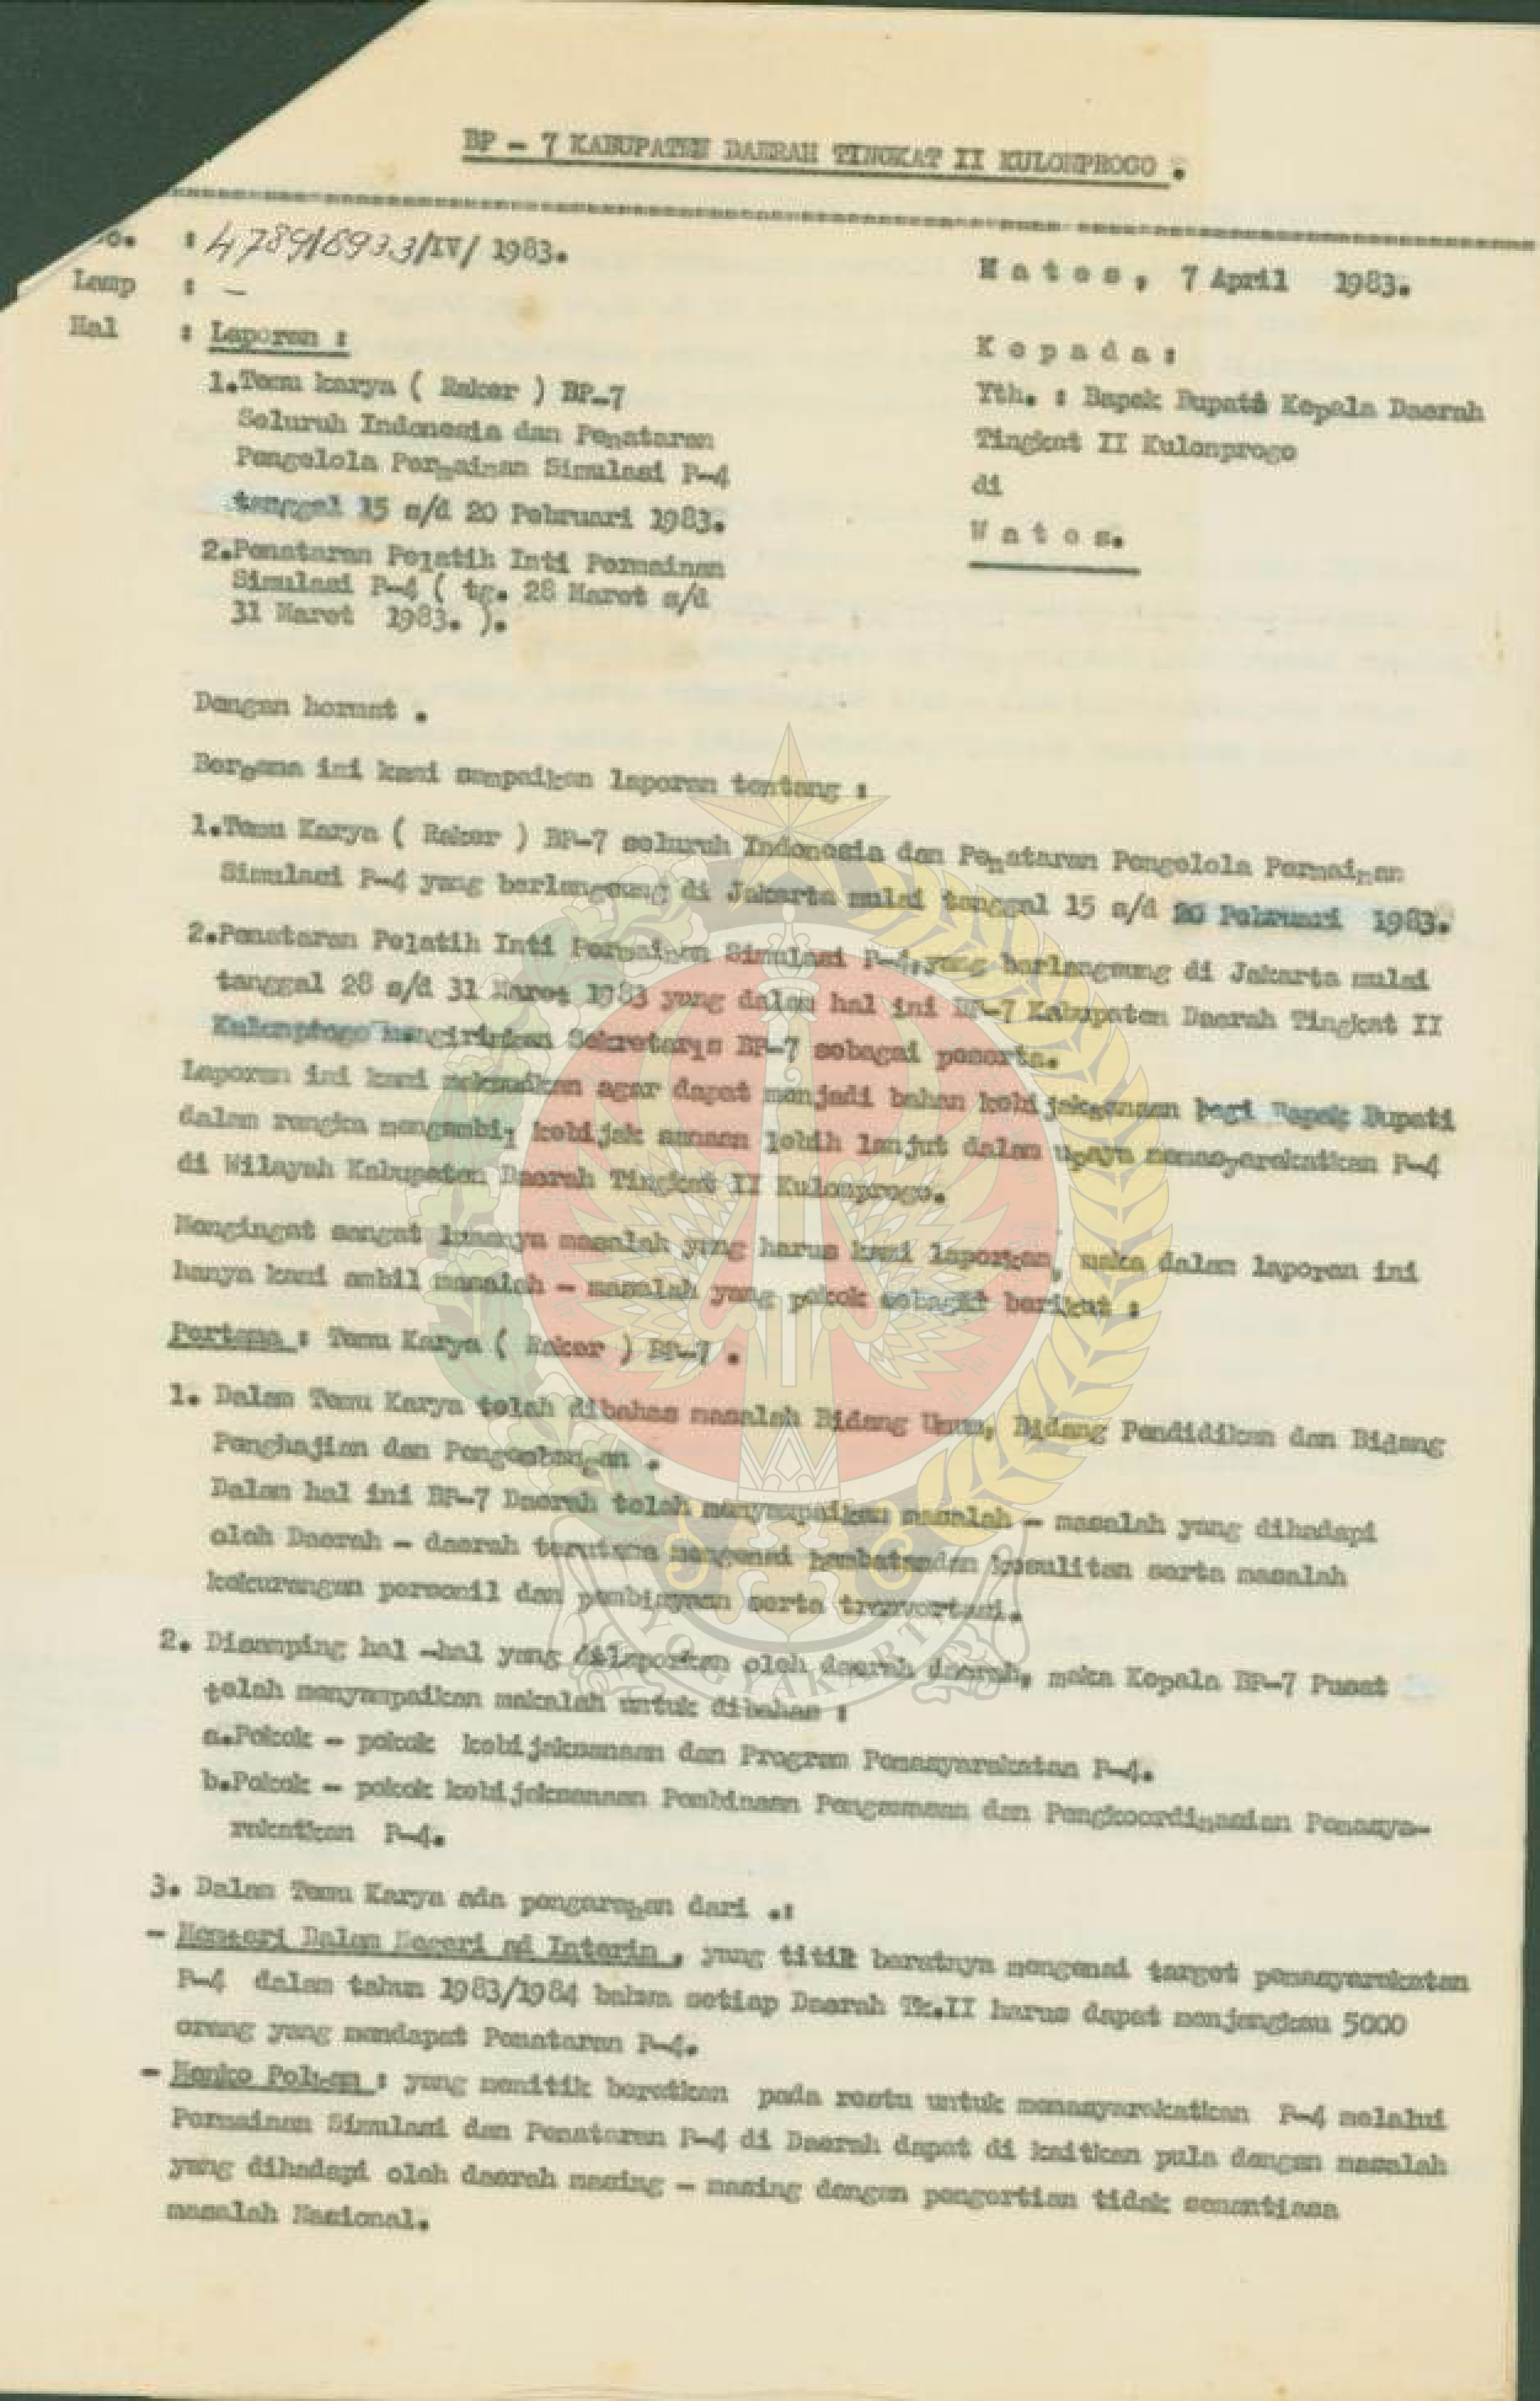 BP - 7 KABUPATEN DAERAH TINGKAT II KULONPROGO .
No. : 4789/8933/IV/ 1983.
W a t e s , 7 April 1983.
Lamp : -
Hal : Laporan :
1.Temu karya ( Raker ) BP-7
Seluruh Indonesia dan Penataran
Pengelola Permainan Simulasi P-4
tanggal 15 s/d 20 Pebruari 1983.
2.Penataran Pelatih Inti Permainan
Simulasi P-4 ( tg. 28 Maret s/d
31 Maret 1983. ).
K e p a d a :
Yth. : Bapak Bupati Kepala Daerah
Tingkat II Kulonprogo
di
W a t e s.
Dengan hormat .
Bersama ini kami sampaikan laporan tentang :
1.Temu Karya ( Raker ) BP-7 seluruh Indonesia dan Penataran Pengelola Permainan
Simulasi P-4 yang berlangsung di Jakarta mulai tanggal 15 s/d 20 Pebruari 1983.
2.Penataran Pelatih Inti Permainan Simulasi P-4,yang berlangsung di Jakarta mulai
tanggal 28 s/d 31 Maret 1983 yang dalam hal ini BP-7 Kabupaten Daerah Tingkat II
Kulonprogo mengirimkan Sekretaris BP-7 sebagai peserta.
Laporan ini kami maksudkan agar dapat menjadi bahan kebijaksanaan bagi Bapak Bupati
dalam rangka mengambil kebijak sanaan lebih lanjut dalam upaya memasyarakatkan P-4
di Wilayah Kabupaten Daerah Tingkat II Kulonprogo.
Mengingat sangat luasnya masalah yang harus kami laporkan, maka dalam laporan ini
hanya kami ambil masalah - masalah yang pokok sebagai berikut :
Pertama : Temu Karya ( Raker ) BP-7 .
1. Dalam Temu Karya telah dibahas masalah Bidang Umum, Bidang Pendidikan dan Bidang
Penghajian dan Pengembangan .
Dalam hal ini BP-7 Daerah telah menyampaikan masalah - masalah yang dihadapi
oleh Daerah - daerah terutama mengenai hambatandan kesulitan serta masalah
kekurangan personil dan pembiayaan serta tranvortasi.
2. Disamping hal -hal yang dilaporkan oleh daerah daerah, maka Kepala BP-7 Pusat
telah menyampaikan makalah untuk dibahas :
a.Pokok - pokok kebijaksanaan dan Program Pemasyarakatan P-4.
b.Pokok - pokok kebijaksanaan Pembinaan Pengawasan dan Pengkoordinasian Pemasya-
rakatkan P-4.
3. Dalam Temu Karya ada pengarahan dari .:
- Menteri Dalam Negeri ad Interin , yang titik beratnya mengenai target pemasyarakatan
P-4 dalam tahun 1983/1984 bahwa setiap Daerah Tk.II harus dapat menjangkau 5000
orang yang mendapat Penataran P-4.
- Menko Polkam : yang menitik beratkan pada restu untuk memasyarakatkan P-4 melalui
Permainan Simulasi dan Penataran P-4 di Daerah dapat di kaitkan pula dengan masalah
yang dihadapi oleh daerah masing - masing dengan pengertian tidak senantiasa
masalah Nasional.
YOGYAKARTA